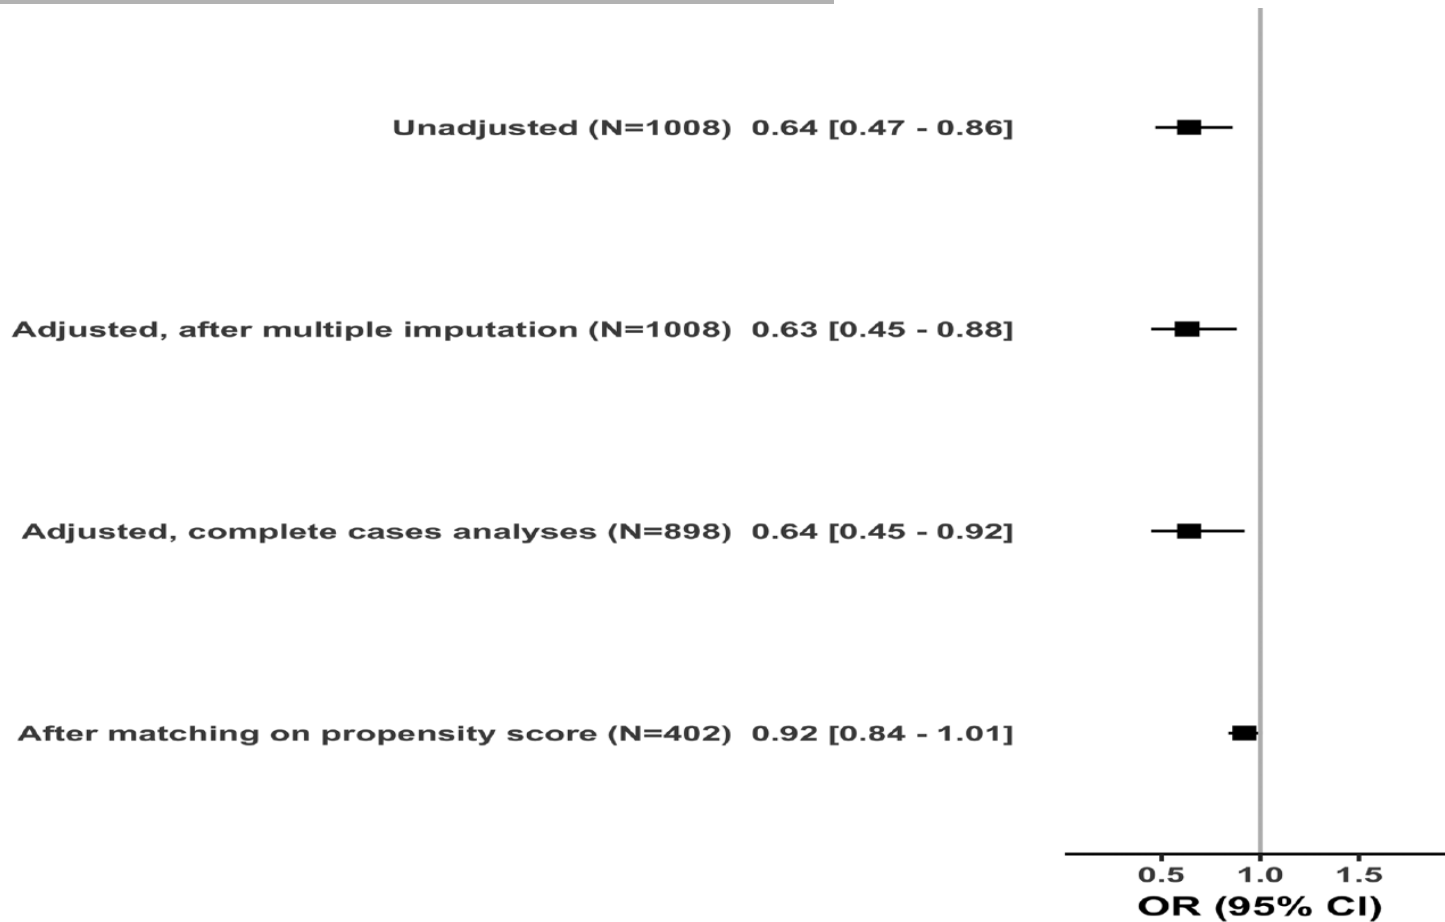 Unadjusted (N=1008) 0.64 [0.47 - 0.86]
Adjusted, after multiple imputation (N=1008) 0.63 [0.45 - 0.88]
Adjusted, complete cases analyses (N=898) 0.64 [0.45 - 0.92]
After matching on propensity score (N=402) 0.92 [0.84 - 1.01]
0.5 1.0 1.5
OR (95% CI)